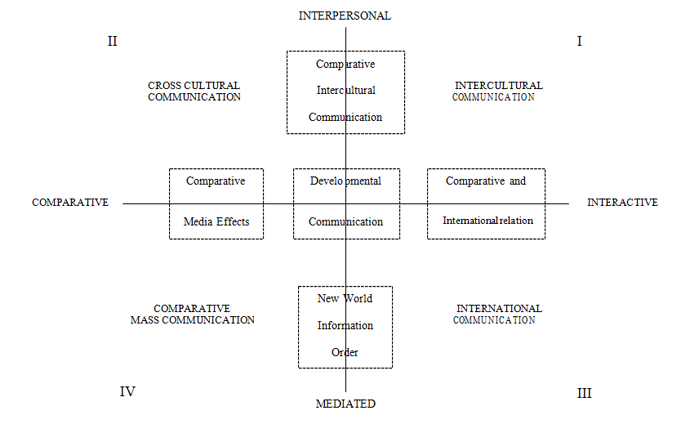 INTERPERSONAL
II
I
Comparative
Intercultural
Communication
CROSS CULTURAL
COMMUNICATION
INTERCULTURAL
COMMUNICATION
Comparative
Media Effects
Developmental
Communication
Comparative and
International relation
COMPARATIVE
INTERACTIVE
New World
Information
Order
COMPARATIVE
MASS COMMUNICATION
INTERNATIONAL
COMMUNICATION
IV
III
MEDIATED